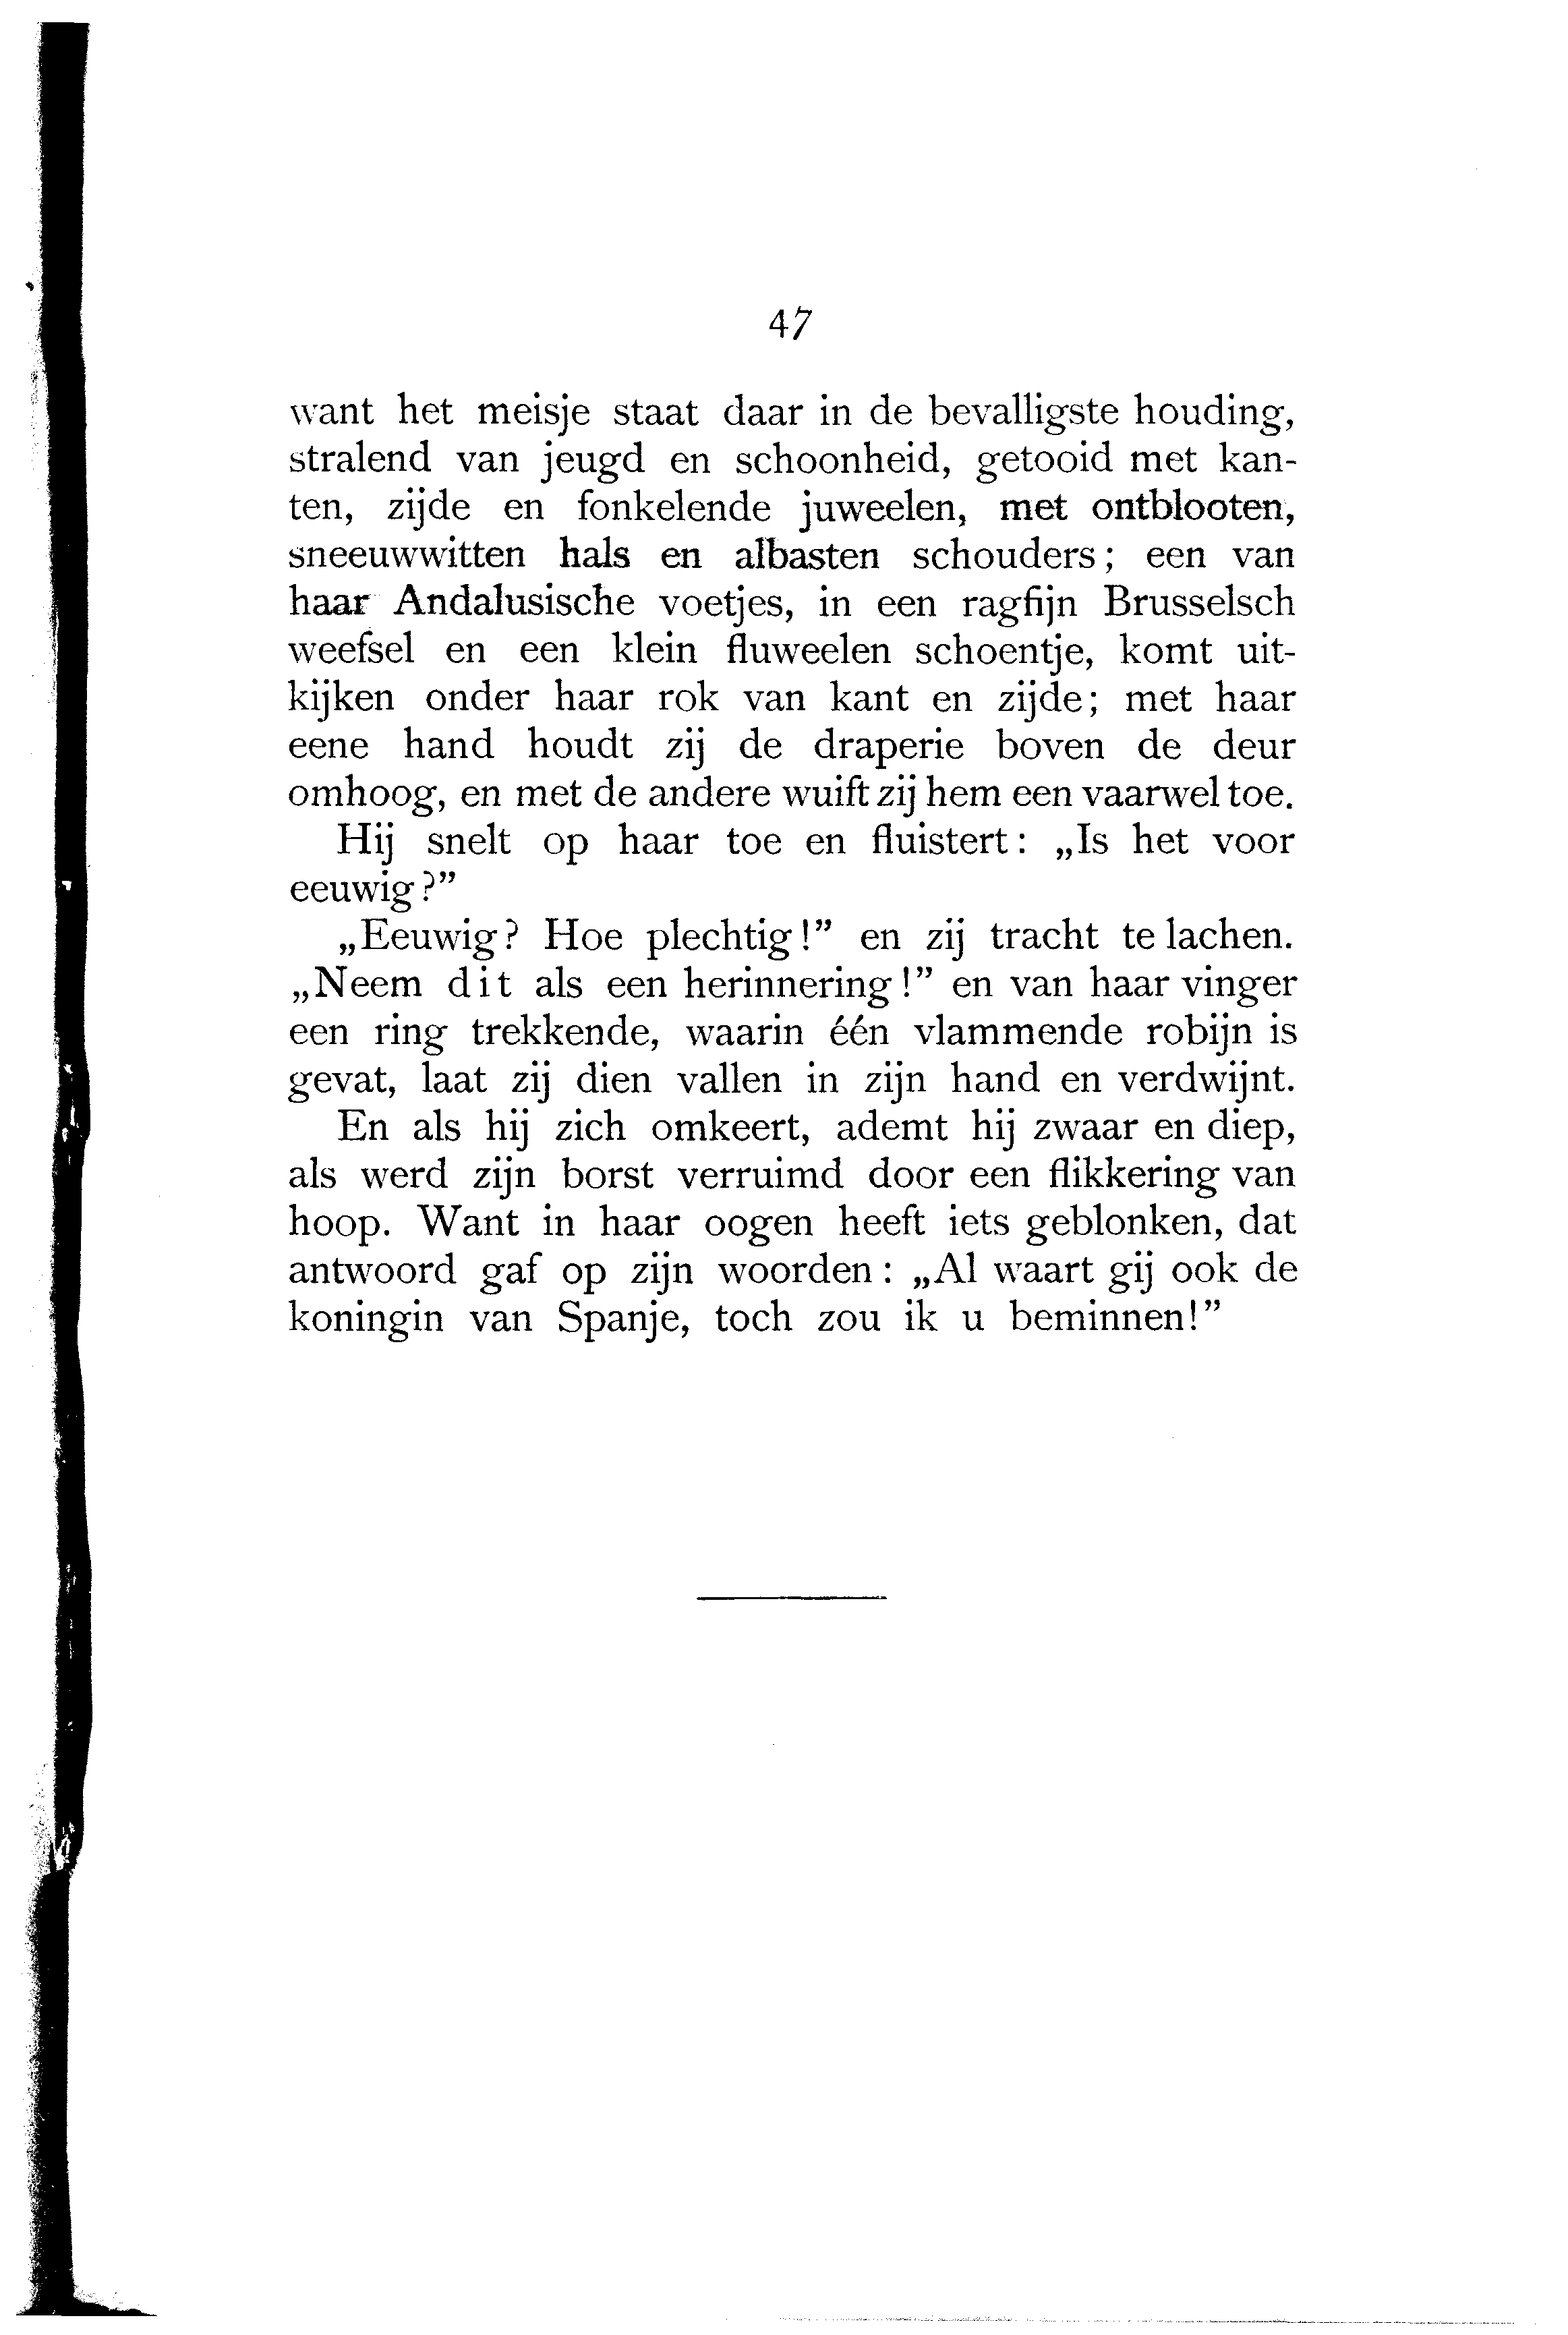 47
want het meisje staat daar in de bevalligste houding,
stralend van jeugd en schoonheid, getooid met kan-
ten, zijde en fonkelende juweelen, met ontblooten,
sneeuwwitten hals en albasten schouders; een van
haar Andalusische voetjes, in een ragfijn Brusselsch
weefsel en een klein fluweelen schoentje, komt uit-
kijken onder haar rok van kant en zijde; met haar
eene hand houdt zij de draperie boven de deur
omhoog, en met de andere wuift zij hem een vaarwel toe.
Hij snelt op haar toe en fluistert: „Is het voor
eeuwig?”
„Eeuwig? Hoe plechtig!” en zij tracht te lachen.
„Neem dit als een herinnering!” en van haar vinger
een ring trekkende, waarin één vlammende robijn is
gevat, laat zij dien vallen in zijn hand en verdwijnt.
En als hij zich omkeert, ademt hij zwaar en diep,
als werd zijn borst verruimd door een flikkering van
hoop. Want in haar oogen heeft iets geblonken, dat
antwoord gaf op zijn woorden: „Al waart gij ook de
koningin van Spanje, toch zou ik u beminnen!”